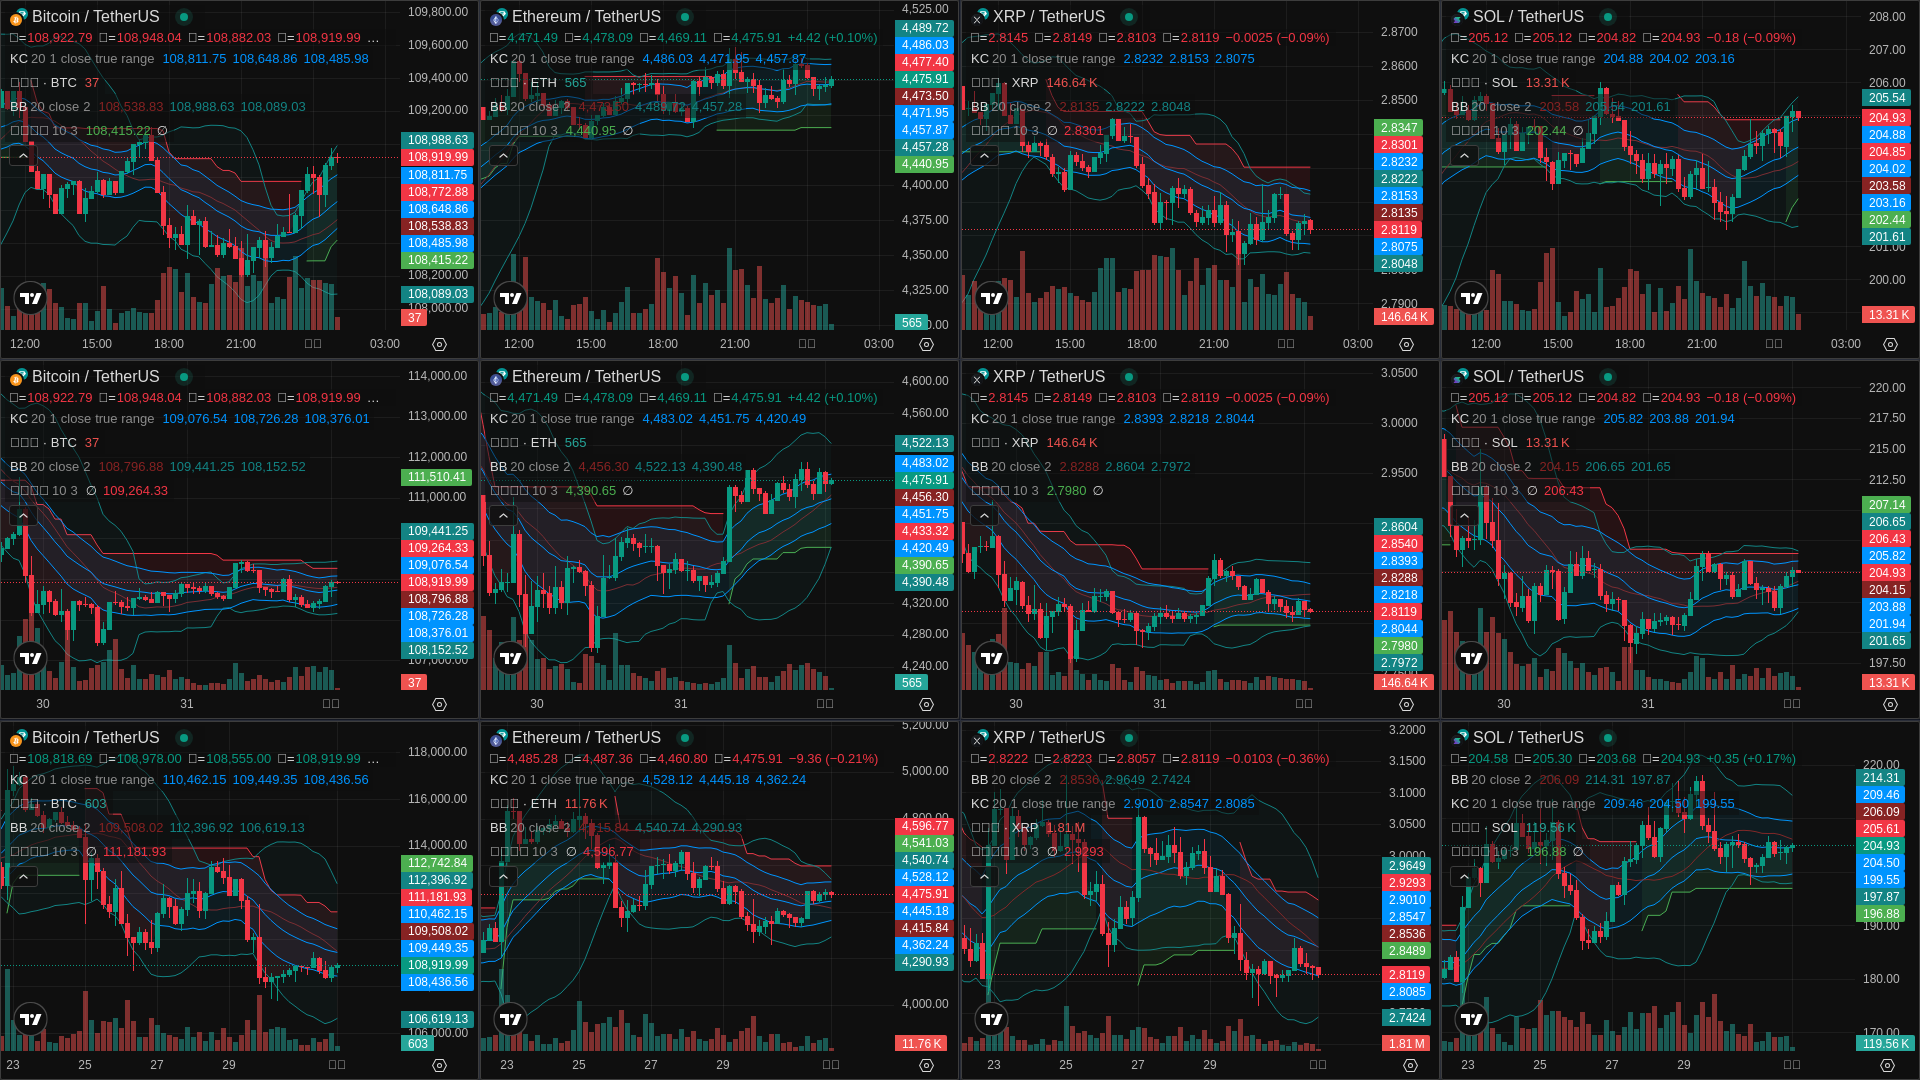 Bitcoin / TetherUS
□=108,922.79 □=108,948.04 □=108,882.03 □=108,919.99 …
KC 20 1 close true range 108,811.75 108,648.86 108,485.98
□□□ · BTC 37
BB 20 close 2 108,538.83 108,988.63 108,089.03
□□□□ 10 3 108,415.22 ∅
109,800.00
109,600.00
109,400.00
109,200.00
108,988.63
108,919.99
108,811.75
108,772.88
108,648.86
108,538.83
108,485.98
108,415.22
108,200.00
108,089.03
108,000.00
37
12:00 15:00 18:00 21:00 □□ 03:00
Ethereum / TetherUS
□=4,471.49 □=4,478.09 □=4,469.11 □=4,475.91 +4.42 (+0.10%)
KC 20 1 close true range 4,486.03 4,471.95 4,457.87
□□□ · ETH 565
BB 20 close 2 4,473.50 4,489.72 4,457.28
□□□□ 10 3 4,440.95 ∅
4,525.00
4,489.72
4,486.03
4,477.40
4,475.91
4,473.50
4,471.95
4,457.87
4,457.28
4,440.95
4,400.00
4,375.00
4,350.00
4,325.00
565
12:00 15:00 18:00 21:00 □□ 03:00
XRP / TetherUS
□=2.8145 □=2.8149 □=2.8103 □=2.8119 −0.0025 (−0.09%)
KC 20 1 close true range 2.8232 2.8153 2.8075
□□□ · XRP 146.64 K
BB 20 close 2 2.8135 2.8222 2.8048
□□□□ 10 3 ∅ 2.8301
2.8700
2.8600
2.8500
2.8347
2.8301
2.8232
2.8222
2.8153
2.8135
2.8119
2.8075
2.8048
2.7900
146.64 K
12:00 15:00 18:00 21:00 □□ 03:00
SOL / TetherUS
□=205.12 □=205.12 □=204.82 □=204.93 −0.18 (−0.09%)
KC 20 1 close true range 204.88 204.02 203.16
□□□ · SOL 13.31 K
BB 20 close 2 203.58 205.54 201.61
□□□□ 10 3 202.44 ∅
208.00
207.00
206.00
205.54
204.93
204.88
204.85
204.02
203.58
203.16
202.44
201.61
201.00
200.00
13.31 K
12:00 15:00 18:00 21:00 □□ 03:00
Bitcoin / TetherUS
□=108,922.79 □=108,948.04 □=108,882.03 □=108,919.99 …
KC 20 1 close true range 109,076.54 108,726.28 108,376.01
□□□ · BTC 37
BB 20 close 2 108,796.88 109,441.25 108,152.52
□□□□ 10 3 ∅ 109,264.33
114,000.00
113,000.00
112,000.00
111,510.41
111,000.00
109,441.25
109,264.33
109,076.54
108,919.99
108,796.88
108,726.28
108,376.01
108,152.52
107,000.00
37
30 31 □□
Ethereum / TetherUS
□=4,471.49 □=4,478.09 □=4,469.11 □=4,475.91 +4.42 (+0.10%)
KC 20 1 close true range 4,483.02 4,451.75 4,420.49
□□□ · ETH 565
BB 20 close 2 4,456.30 4,522.13 4,390.48
□□□□ 10 3 4,390.65 ∅
4,600.00
4,560.00
4,522.13
4,483.02
4,475.91
4,456.30
4,451.75
4,433.32
4,420.49
4,390.65
4,390.48
4,320.00
4,280.00
4,240.00
565
30 31 □□
XRP / TetherUS
□=2.8145 □=2.8149 □=2.8103 □=2.8119 −0.0025 (−0.09%)
KC 20 1 close true range 2.8393 2.8218 2.8044
□□□ · XRP 146.64 K
BB 20 close 2 2.8288 2.8604 2.7972
□□□□ 10 3 2.7980 ∅
3.0500
3.0000
2.9500
2.8604
2.8540
2.8393
2.8288
2.8218
2.8119
2.8044
2.7980
2.7972
146.64 K
30 31 □□
SOL / TetherUS
□=205.12 □=205.12 □=204.82 □=204.93 −0.18 (−0.09%)
KC 20 1 close true range 205.82 203.88 201.94
□□□ · SOL 13.31 K
BB 20 close 2 204.15 206.65 201.65
□□□□ 10 3 ∅ 206.43
220.00
217.50
215.00
212.50
207.14
206.65
206.43
205.82
204.93
204.15
203.88
201.94
201.65
197.50
13.31 K
30 31 □□
Bitcoin / TetherUS
□=108,818.69 □=108,978.00 □=108,555.00 □=108,919.99 …
KC 20 1 close true range 110,462.15 109,449.35 108,436.56
□□□ · BTC 603
BB 20 close 2 109,508.02 112,396.92 106,619.13
□□□□ 10 3 ∅ 111,181.93
118,000.00
116,000.00
114,000.00
112,742.84
112,396.92
111,181.93
110,462.15
109,508.02
109,449.35
108,919.99
108,436.56
106,619.13
106,000.00
603
23 25 27 29 □□
Ethereum / TetherUS
□=4,485.28 □=4,487.36 □=4,460.80 □=4,475.91 −9.36 (−0.21%)
KC 20 1 close true range 4,528.12 4,445.18 4,362.24
□□□ · ETH 11.76 K
BB 20 close 2 4,415.84 4,540.74 4,290.93
□□□□ 10 3 ∅ 4,596.77
5,200.00
5,000.00
4,800.00
4,596.77
4,541.03
4,540.74
4,528.12
4,475.91
4,445.18
4,415.84
4,362.24
4,290.93
4,000.00
11.76 K
23 25 27 29 □□
XRP / TetherUS
□=2.8222 □=2.8223 □=2.8057 □=2.8119 −0.0103 (−0.36%)
BB 20 close 2 2.8536 2.9649 2.7424
KC 20 1 close true range 2.9010 2.8547 2.8085
□□□ · XRP 1.81 M
□□□□ 10 3 ∅ 2.9293
3.2000
3.1500
3.1000
3.0500
3.0000
2.9649
2.9293
2.9010
2.8547
2.8536
2.8489
2.8119
2.8085
2.7424
1.81 M
23 25 27 29 □□
SOL / TetherUS
□=204.58 □=205.30 □=203.68 □=204.93 +0.35 (+0.17%)
BB 20 close 2 206.09 214.31 197.87
KC 20 1 close true range 209.46 204.50 199.55
□□□ · SOL 119.56 K
□□□□ 10 3 196.88 ∅
220.00
214.31
209.46
206.09
205.61
204.93
204.50
199.55
197.87
196.88
190.00
180.00
170.00
119.56 K
23 25 27 29 □□